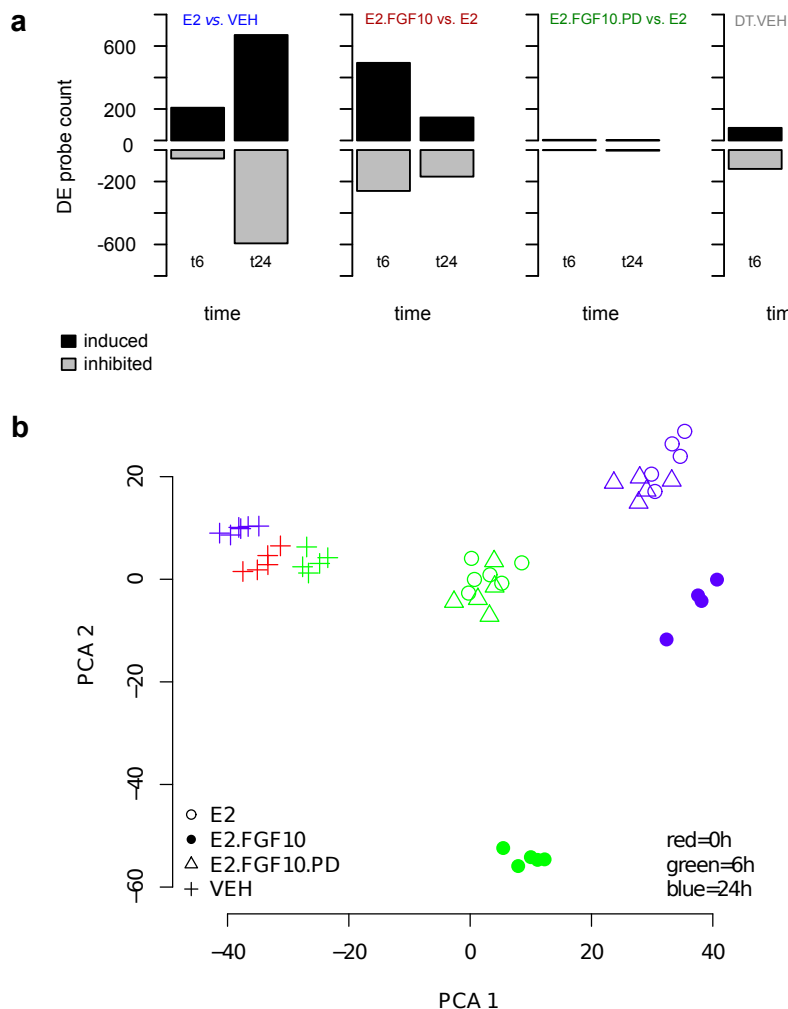 a
E2 vs. VEH
E2.FGF10 vs. E2
E2.FGF10.PD vs. E2
DT.VEH
DE probe count
600
200
0
-200
-600
t6
t24
t6
t24
t6
t24
t6
time
time
time
induced
inhibited
b
PCA 2
20
0
−20
−40
−60
E2
E2.FGF10
E2.FGF10.PD
VEH
red=0h
green=6h
blue=24h
−40
−20
0
20
40
PCA 1